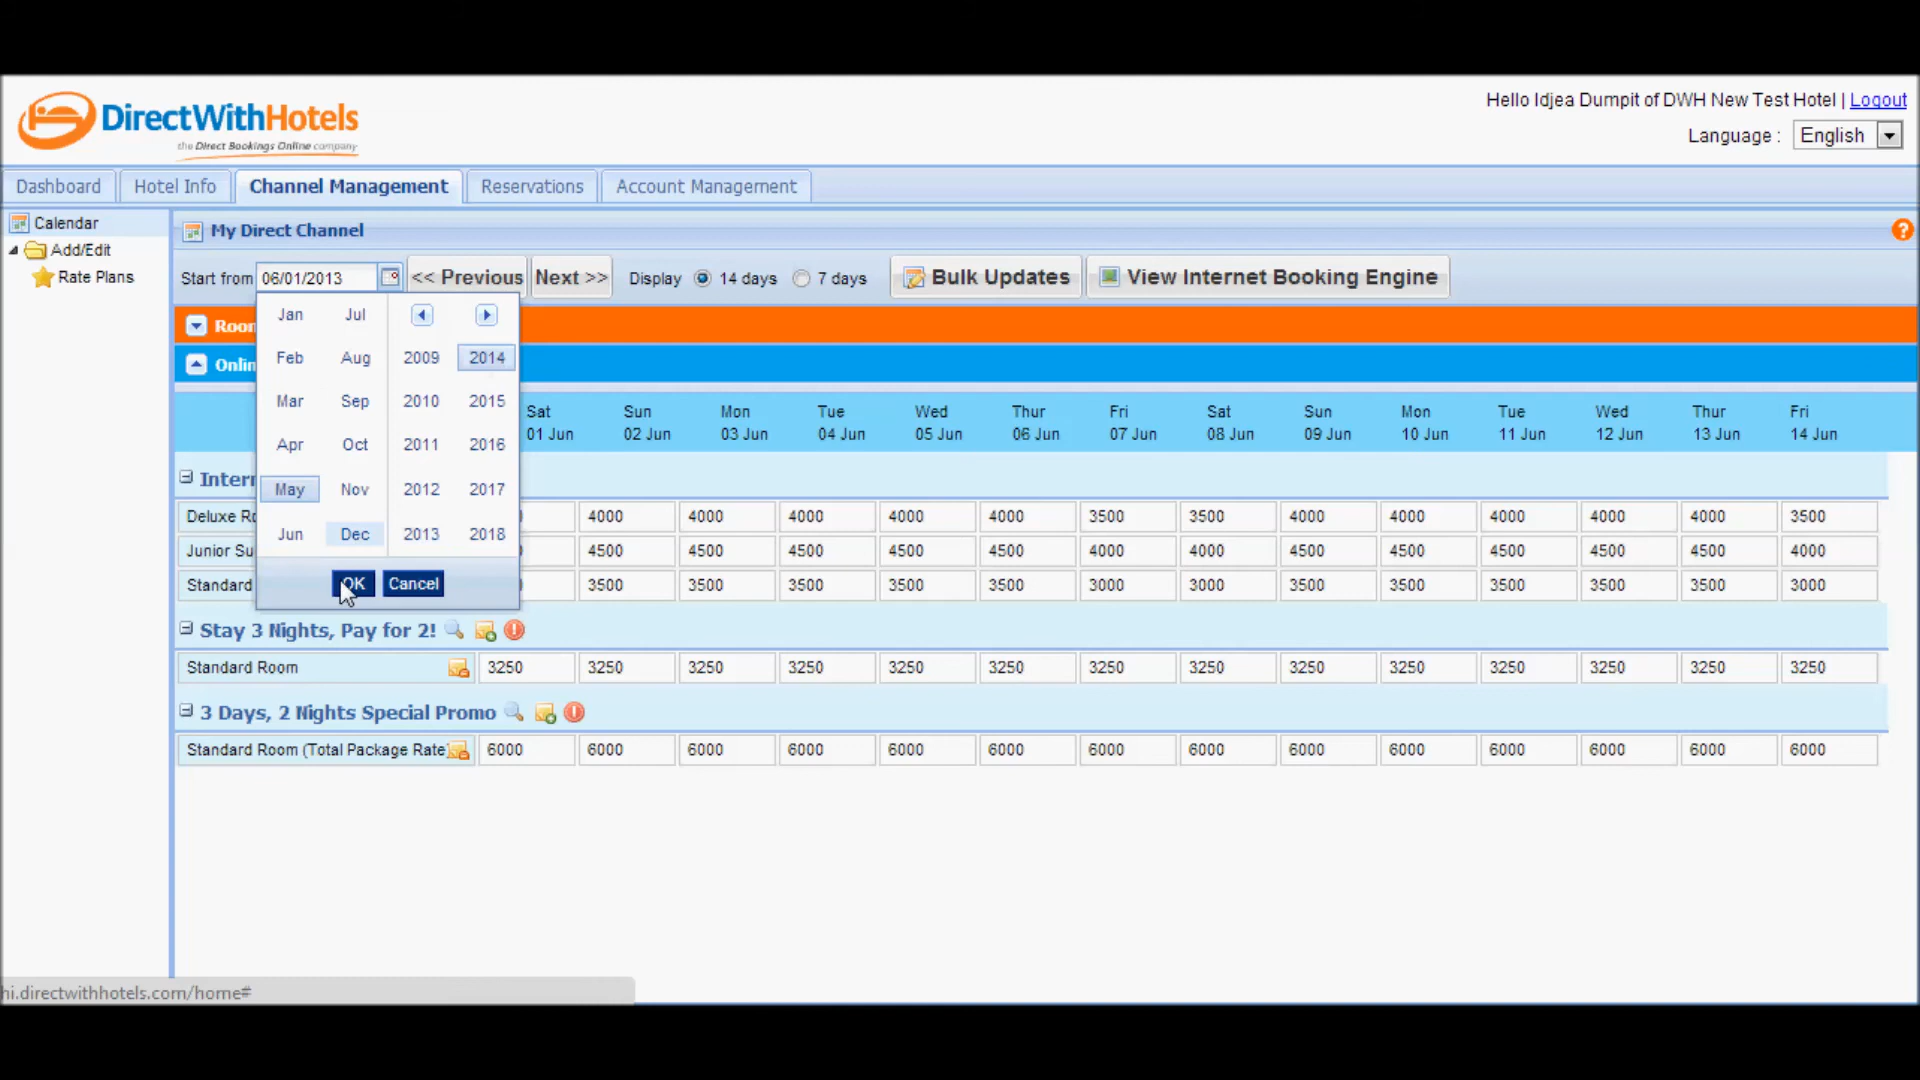 DirectWithHotels
the Direct Bookings Online company
Hello Idjea Dumpit of DWH New Test Hotel | Logout
Language : English
Dashboard Hotel Info Channel Management Reservations Account Management
Calendar
Add/Edit
Rate Plans
My Direct Channel
Start from 06/01/2013 << Previous Next >> Display 14 days 7 days Bulk Updates View Internet Booking Engine
Jan Jul
Feb Aug 2009 2014
Mar Sep 2010 2015
Apr Oct 2011 2016
May Nov 2012 2017
Jun Dec 2013 2018
OK Cancel
Sat Sun Mon Tue Wed Thur Fri Sat Sun Mon Tue Wed Thur Fri
01 Jun 02 Jun 03 Jun 04 Jun 05 Jun 06 Jun 07 Jun 08 Jun 09 Jun 10 Jun 11 Jun 12 Jun 13 Jun 14 Jun
Deluxe 4000 4000 4000 4000 4000 3500 3500 4000 4000 4000 4000 4000 3500
Junior 4500 4500 4500 4500 4500 4000 4000 4500 4500 4500 4500 4500 4000
Standard 3500 3500 3500 3500 3500 3000 3000 3500 3500 3500 3500 3500 3000
Stay 3 Nights, Pay for 2!
Standard Room 3250 3250 3250 3250 3250 3250 3250 3250 3250 3250 3250 3250 3250 3250
3 Days, 2 Nights Special Promo
Standard Room (Total Package Rate 6000 6000 6000 6000 6000 6000 6000 6000 6000 6000 6000 6000 6000 6000
hi.directwithhotels.com/home#